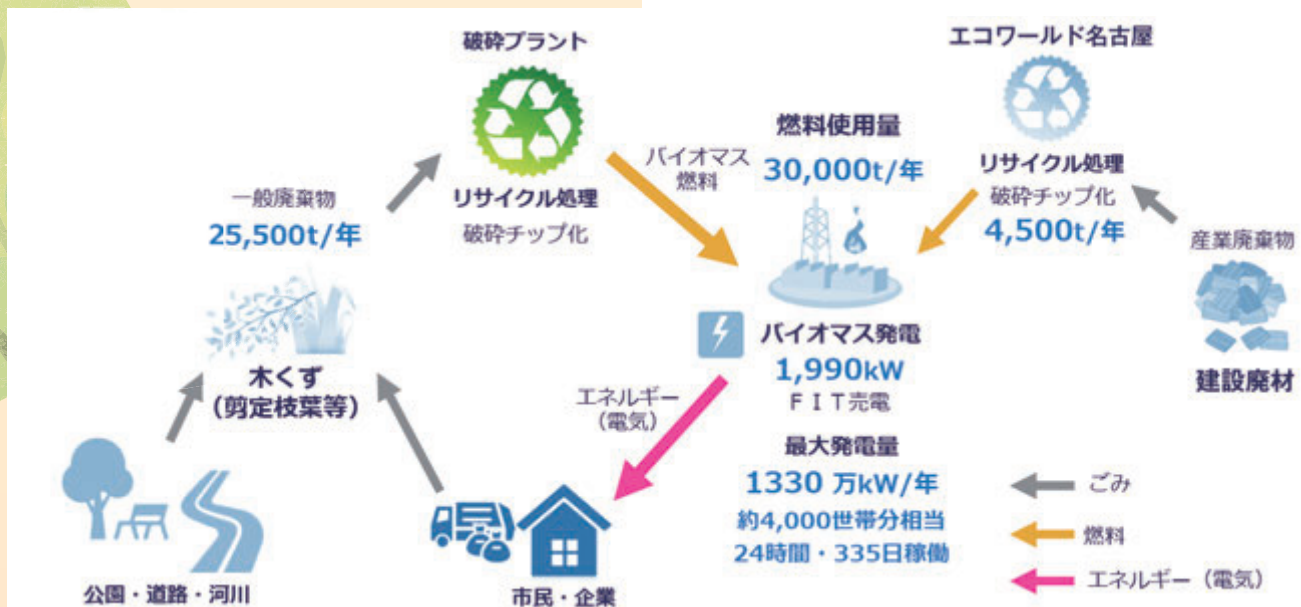 破砕プラント
リサイクル処理
破砕チップ化
一般廃棄物
25,500t/年
木くず
(剪定枝葉等)
公園・道路・河川
市民・企業
バイオマス
燃料
燃料使用量
30,000t/年
バイオマス発電
1,990kW
FIT売電
最大発電量
1330 万kW/年
約4,000世帯分相当
24時間・335日稼働
エネルギー
(電気)
エコワールド名古屋
リサイクル処理
破砕チップ化
4,500t/年
産業廃棄物
建設廃材
ごみ
燃料
エネルギー(電気)